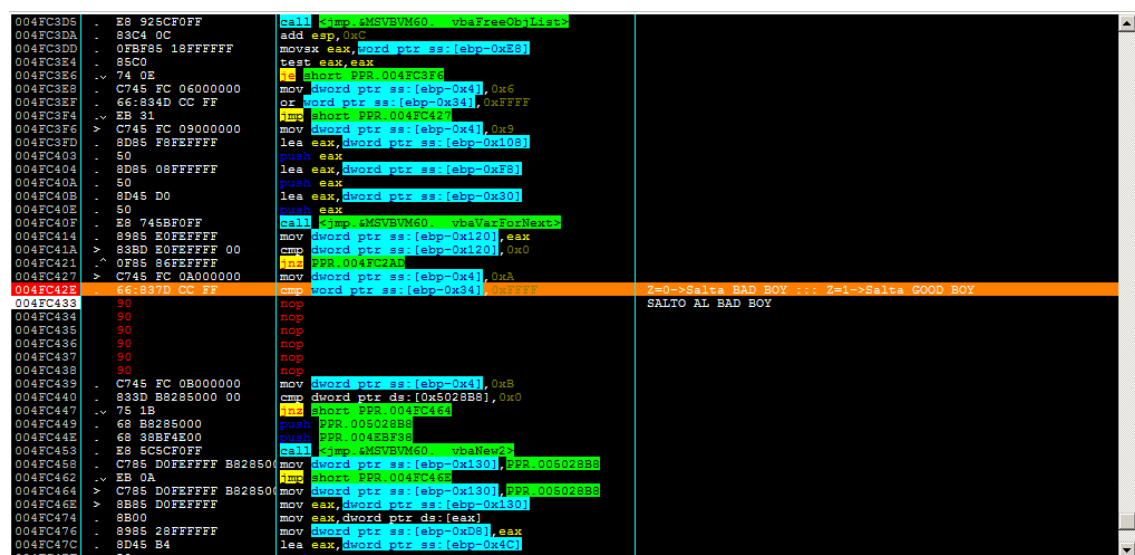 004FC3D5 . E8 925CF0FF call <jmp.&MSVBVM60. vbaFreeObjList>
004FC3DA . 83C4 0C add esp,0xC
004FC3DD . 0FBF85 18FFFFFF movsx eax,word ptr ss:[ebp-0xE8]
004FC3E4 . 85C0 test eax,eax
004FC3E6 .v 74 0E je short PPR.004FC3F6
004FC3E8 . C745 FC 06000000 mov dword ptr ss:[ebp-0x4],0x6
004FC3EF . 66:834D CC FF or word ptr ss:[ebp-0x34],0xFFFF
004FC3F4 .v EB 31 jmp short PPR.004FC427
004FC3F6 > C745 FC 09000000 mov dword ptr ss:[ebp-0x4],0x9
004FC3FD . 8D85 F8FEFFFF lea eax,dword ptr ss:[ebp-0x108]
004FC403 . 50 push eax
004FC404 . 8D85 08FFFFFF lea eax,dword ptr ss:[ebp-0xF8]
004FC40A . 50 push eax
004FC40B . 8D45 D0 lea eax,dword ptr ss:[ebp-0x30]
004FC40E . 50 push eax
004FC40F . E8 745BF0FF call <jmp.&MSVBVM60. vbaVarForNext>
004FC414 . 8985 E0FEFFFF mov dword ptr ss:[ebp-0x120],eax
004FC41A > 83BD E0FEFFFF 00 cmp dword ptr ss:[ebp-0x120],0x0
004FC421 .^ 0F85 86FEFFFF jnz PPR.004FC2AD
004FC427 > C745 FC 0A000000 mov dword ptr ss:[ebp-0x4],0xA
004FC42E . 66:837D CC FF cmp word ptr ss:[ebp-0x34],0xFFFF Z=0->Salta BAD BOY ::: Z=1->Salta GOOD BOY
004FC433 90 nop SALTO AL BAD BOY
004FC434 90 nop
004FC435 90 nop
004FC436 90 nop
004FC437 90 nop
004FC438 90 nop
004FC439 . C745 FC 0B000000 mov dword ptr ss:[ebp-0x4],0xB
004FC440 . 833D B8285000 00 cmp dword ptr ds:[0x5028B8],0x0
004FC447 .v 75 1B jnz short PPR.004FC464
004FC449 . 68 B8285000 push PPR.005028B8
004FC44E . 68 38BF4E00 push PPR.004EBF38
004FC453 . E8 5C5CF0FF call <jmp.&MSVBVM60. vbaNew2>
004FC458 . C785 D0FEFFFF B82850 mov dword ptr ss:[ebp-0x130],PPR.005028B8
004FC462 .v EB 0A jmp short PPR.004FC46E
004FC464 > C785 D0FEFFFF B82850 mov dword ptr ss:[ebp-0x130],PPR.005028B8
004FC46E > 8B85 D0FEFFFF mov eax,dword ptr ss:[ebp-0x130]
004FC474 . 8B00 mov eax,dword ptr ds:[eax]
004FC476 . 8985 28FFFFFF mov dword ptr ss:[ebp-0xD8],eax
004FC47C . 8D45 B4 lea eax,dword ptr ss:[ebp-0x4C]